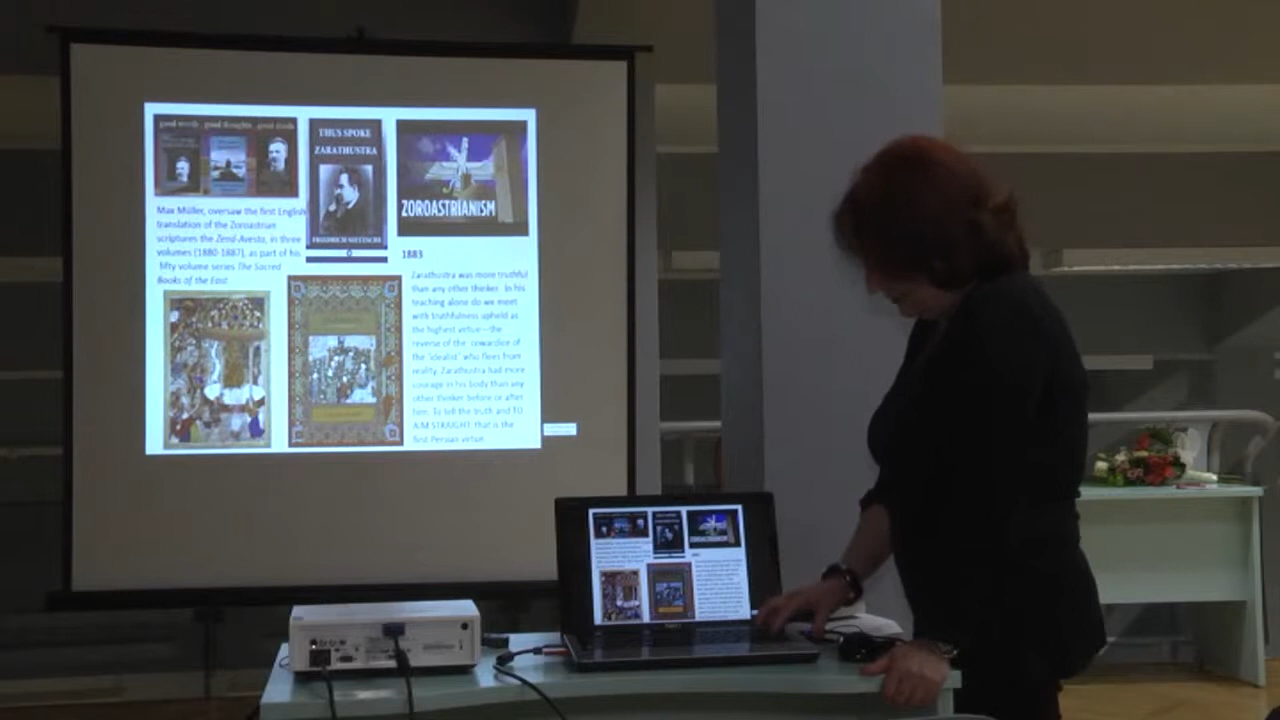 good words good thoughts good deeds
THUS SPOKE
ZARATHUSTRA
FRIEDRICH NIETZSCHE
ZOROASTRIANISM
Max Müller, oversaw the first English
translation of the Zoroastrian
scriptures the Zend-Avesta, in three
volumes (1880-1887), as part of his
fifty volume series The Sacred
Books of the East
1883
Zarathustra was more truthful
than any other thinker. In his
teaching alone do we meet
with truthfulness upheld as
the highest virtue—the
reverse of the cowardice of
the 'idealist' who flees from
reality. Zarathustra had more
courage in his body than any
other thinker before or after
him. To tell the truth and TO
AIM STRAIGHT: that is the
first Persian virtue